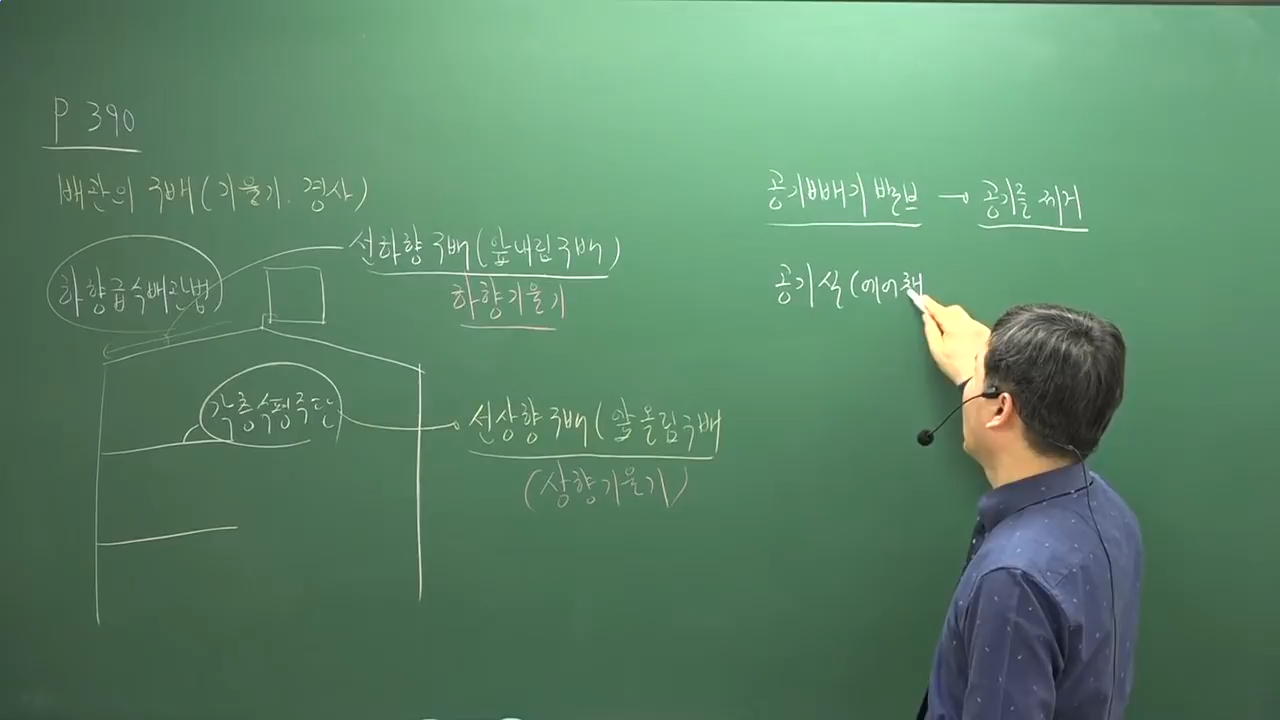 P 390
배관의 구배(기울기. 경사)
하향급수배관법
선하향 구배(앞내림구배)
하향기울기
각층수평주관
선상향 구배(앞올림구배
(상향기울기)
공기빼기 밸브 → 공기를 제거
공기실(에어챔